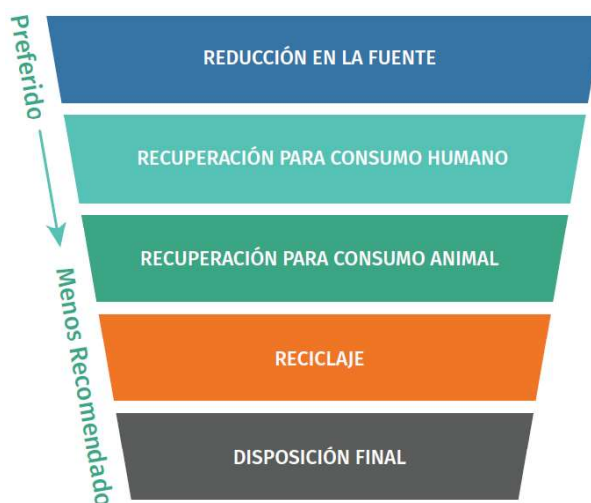 Preferido
Menos Recomendado
REDUCCIÓN EN LA FUENTE
RECUPERACIÓN PARA CONSUMO HUMANO
RECUPERACIÓN PARA CONSUMO ANIMAL
RECICLAJE
DISPOSICIÓN FINAL